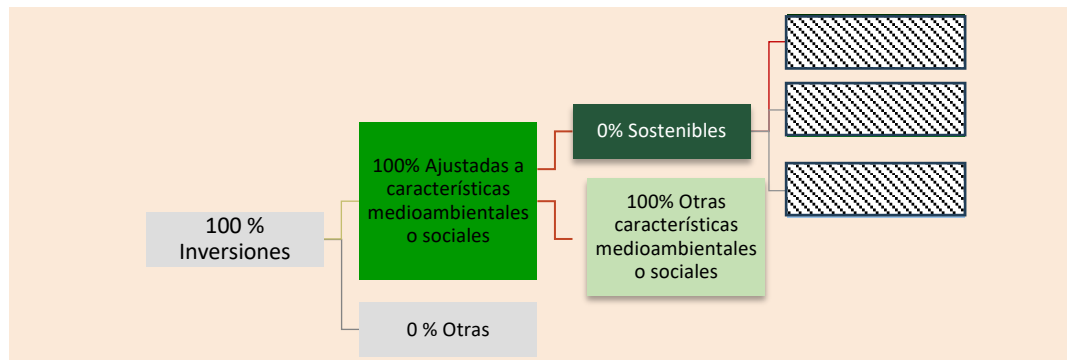 100 %
Inversiones
100% Ajustadas a
características
medioambientales
o sociales
0 % Otras
0% Sostenibles
100% Otras
características
medioambientales
o sociales